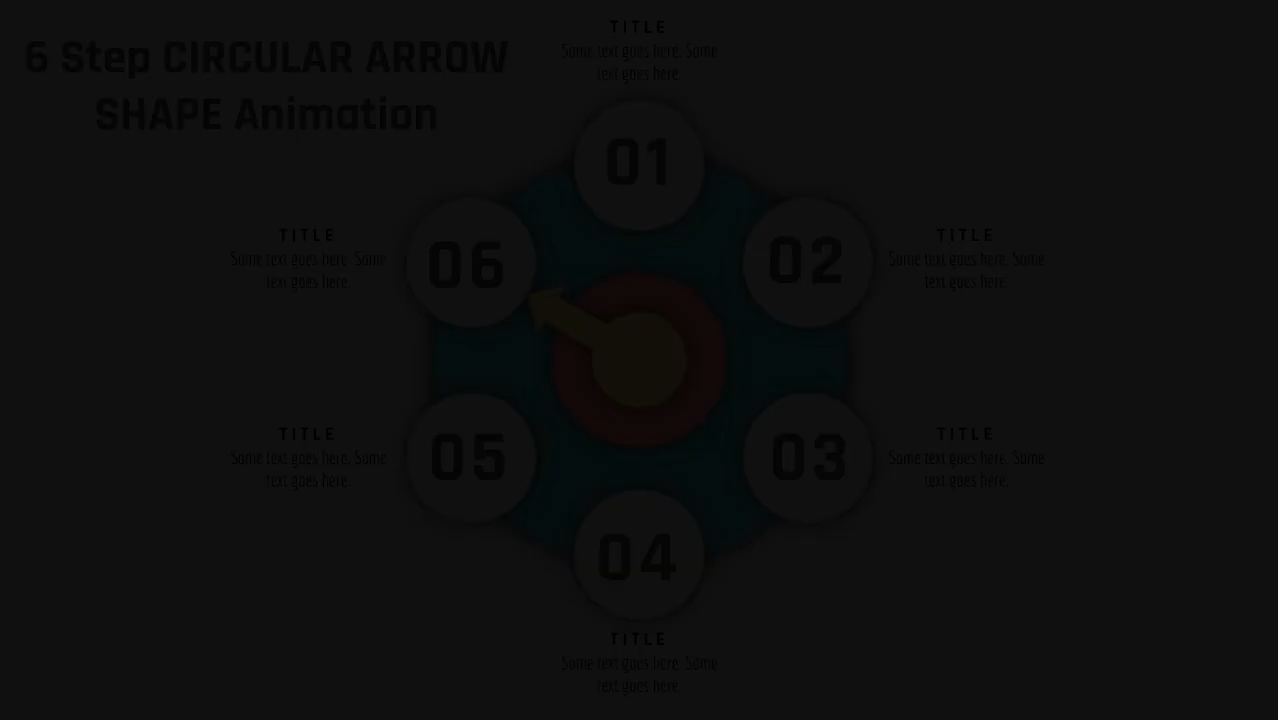 6 Step CIRCULAR ARROW
SHAPE Animation
TITLE
Some text goes here. Some
text goes here.
01
02
TITLE
Some text goes here. Some
text goes here.
03
TITLE
Some text goes here. Some
text goes here.
04
TITLE
Some text goes here. Some
text goes here.
05
TITLE
Some text goes here. Some
text goes here.
06
TITLE
Some text goes here. Some
text goes here.